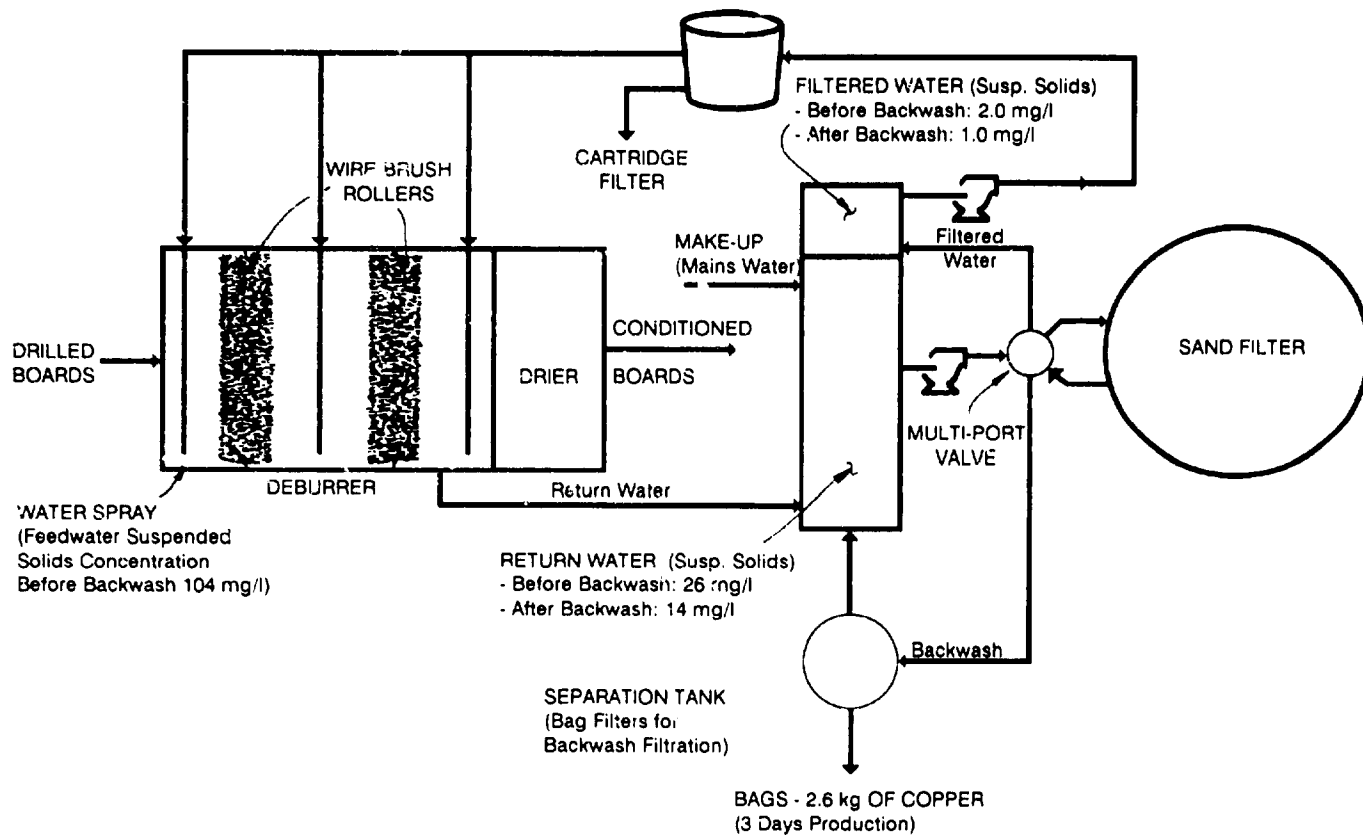 FILTERED WATER (Susp. Solids)
- Before Backwash: 2.0 mg/l
- After Backwash: 1.0 mg/l
CARTRIDGE
FILTER
WIRE BRUSH
ROLLERS
MAKE-UP
(Mains Water)
Filtered
Water
DRILLED
BOARDS
DRIER
CONDITIONED
BOARDS
SAND FILTER
MULTI-PORT
VALVE
DEBURRER
Return Water
WATER SPRAY
(Feedwater Suspended
Solids Concentration
Before Backwash 104 mg/l)
RETURN WATER (Susp. Solids)
- Before Backwash: 26 mg/l
- After Backwash: 14 mg/l
Backwash
SEPARATION TANK
(Bag Filters for
Backwash Filtration)
BAGS - 2.6 kg OF COPPER
(3 Days Production)